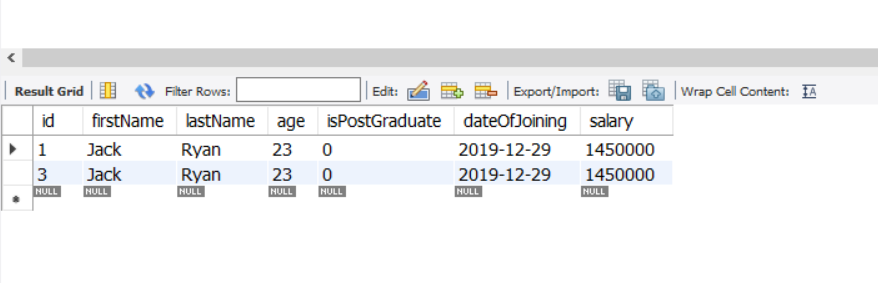 Result Grid Filter Rows: Edit: Export/Import: Wrap Cell Content: IA
id firstName lastName age isPostGraduate dateOfJoining salary
1 Jack Ryan 23 0 2019-12-29 1450000
3 Jack Ryan 23 0 2019-12-29 1450000
NULL NULL NULL NULL NULL NULL NULL